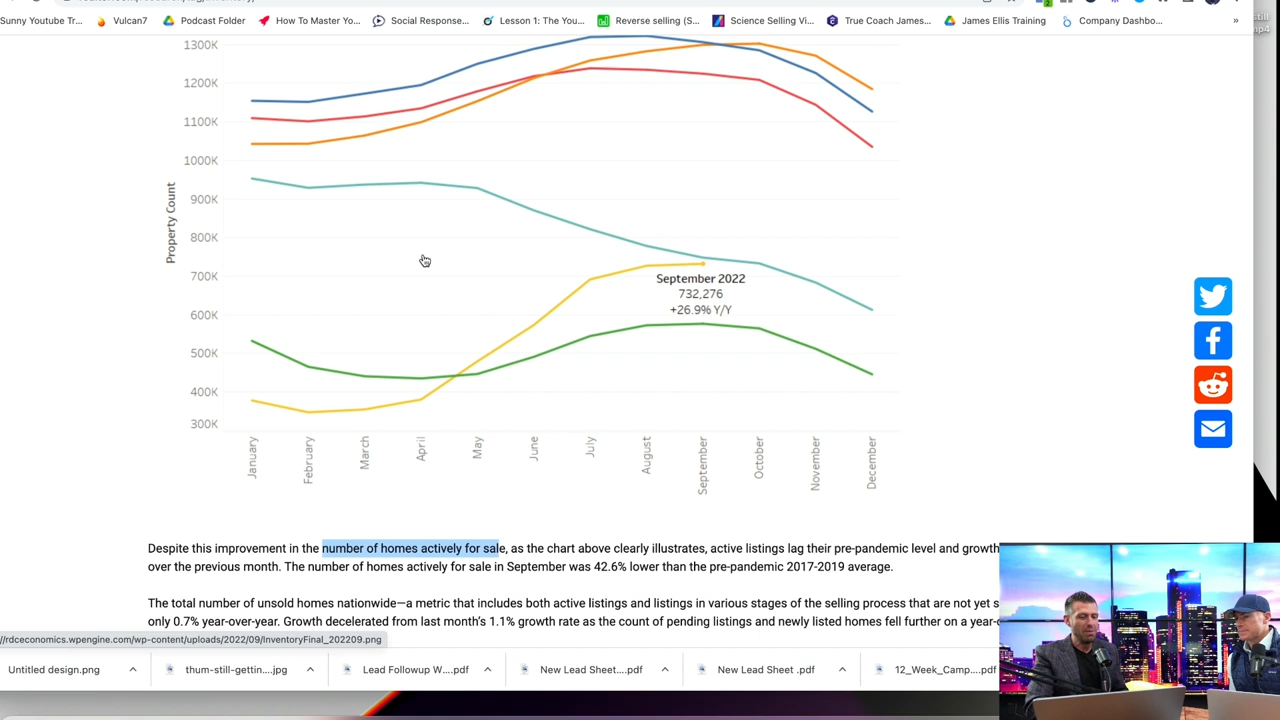 Sunny Youtube Tr... Vulcan7 Podcast Folder How To Master Yo... Social Response... Lesson 1: The You... Reverse selling (S... Science Selling Vi... True Coach James... James Ellis Training Company Dashbo... »
1300K
1200K
1100K
1000K
900K
800K
700K
600K
500K
400K
300K
Property Count
September 2022
732,276
+26.9% Y/Y
January February March April May June July August September October November December
Despite this improvement in the number of homes actively for sale, as the chart above clearly illustrates, active listings lag their pre-pandemic level and growth
over the previous month. The number of homes actively for sale in September was 42.6% lower than the pre-pandemic 2017-2019 average.
The total number of unsold homes nationwide—a metric that includes both active listings and listings in various stages of the selling process that are not yet s
only 0.7% year-over-year. Growth decelerated from last month's 1.1% growth rate as the count of pending listings and newly listed homes fell further on a year-o
//rdceconomics.wpengine.com/wp-content/uploads/2022/09/InventoryFinal_202209.png
Untitled design.png thum-still-gettin....jpg Lead Followup W....pdf New Lead Sheet....pdf New Lead Sheet .pdf 12_Week_Camp....pdf